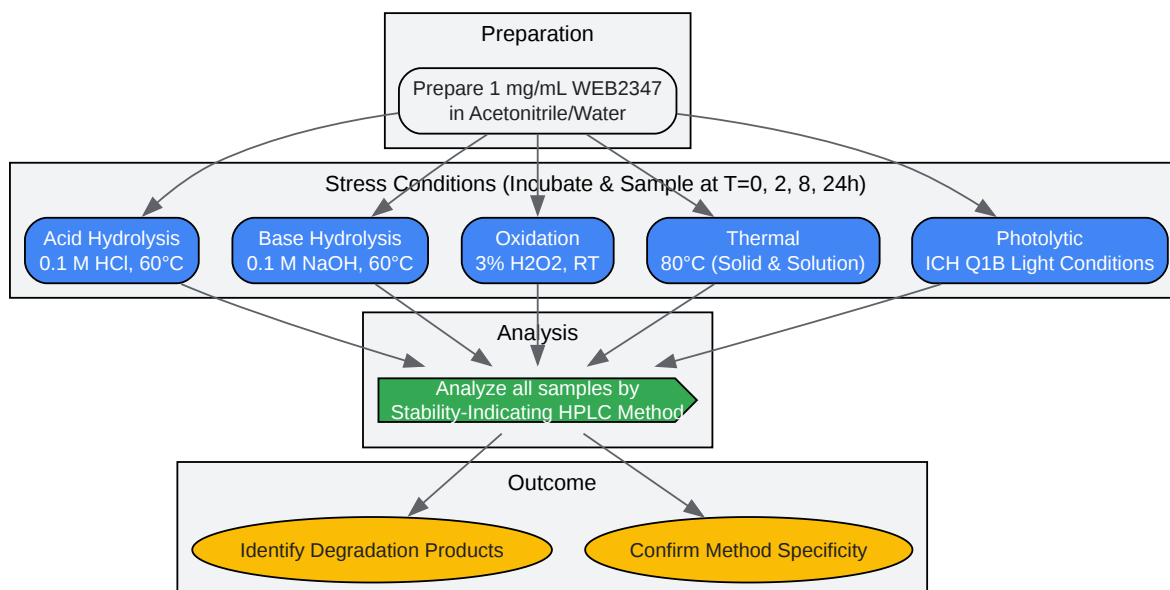 Preparation
Prepare 1 mg/mL WEB2347
in Acetonitrile/Water
Stress Conditions (Incubate & Sample at T=0, 2, 8, 24h)
Acid Hydrolysis
0.1 M HCl, 60°C
Base Hydrolysis
0.1 M NaOH, 60°C
Oxidation
3% H2O2, RT
Thermal
80°C (Solid & Solution)
Photolytic
ICH Q1B Light Conditions
Analysis
Analyze all samples by
Stability-Indicating HPLC Method
Outcome
Identify Degradation Products
Confirm Method Specificity